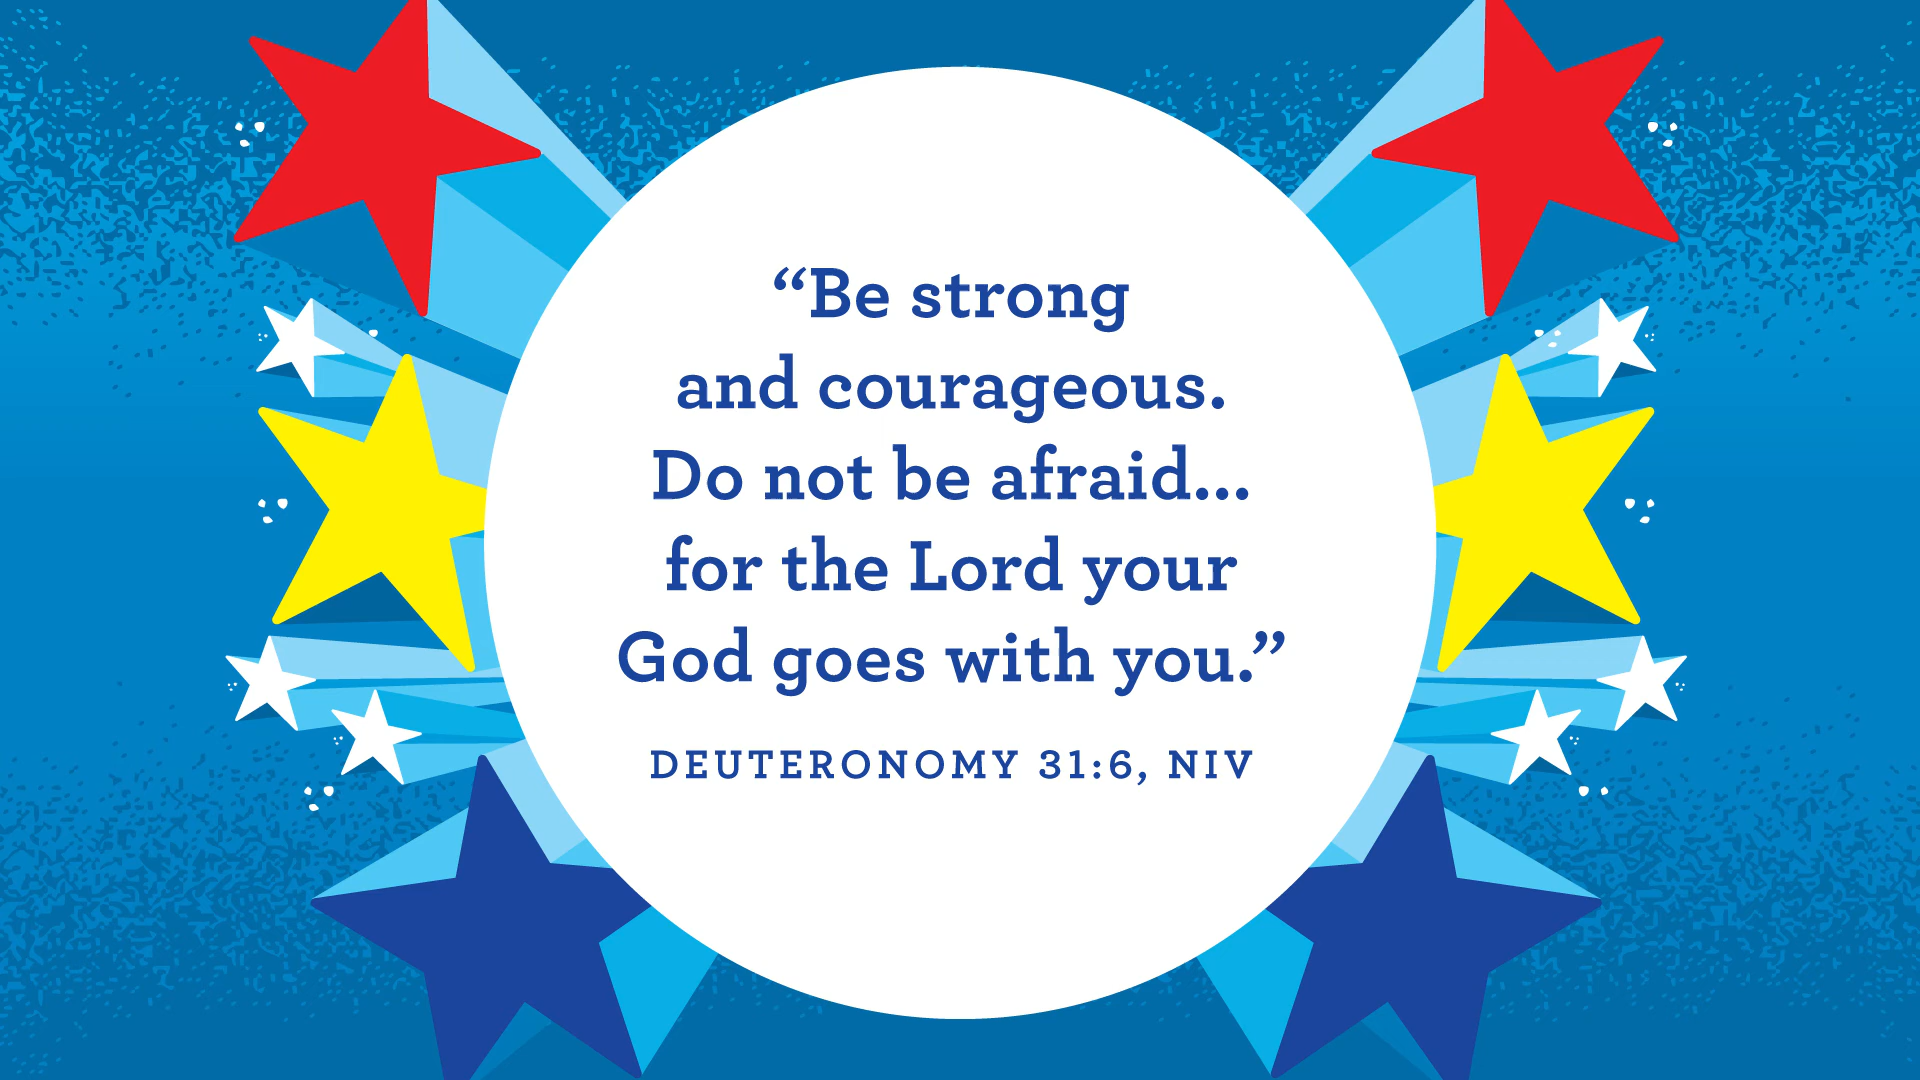 “Be strong
and courageous.
Do not be afraid...
for the Lord your
God goes with you.”
DEUTERONOMY 31:6, NIV